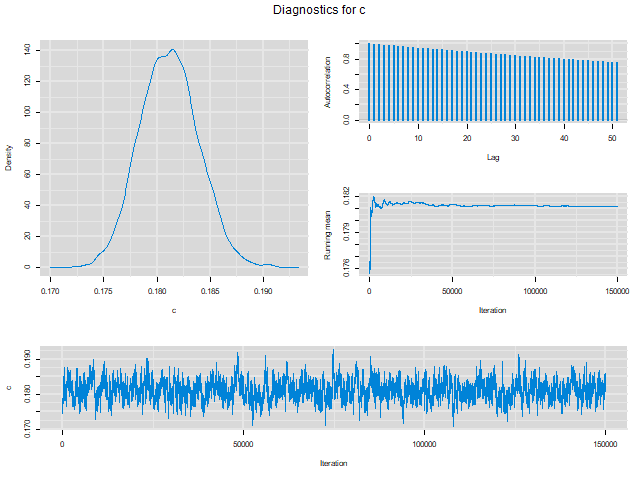 Diagnostics for c
Density
0 20 40 60 80 100 120 140
0.170 0.175 0.180 0.185 0.190
c
Autocorrelation
0.0 0.4 0.8
0 10 20 30 40 50
Lag
Running mean
0.176 0.179 0.182
0 50000 100000 150000
Iteration
c
0.170 0.180 0.190
0 50000 100000 150000
Iteration